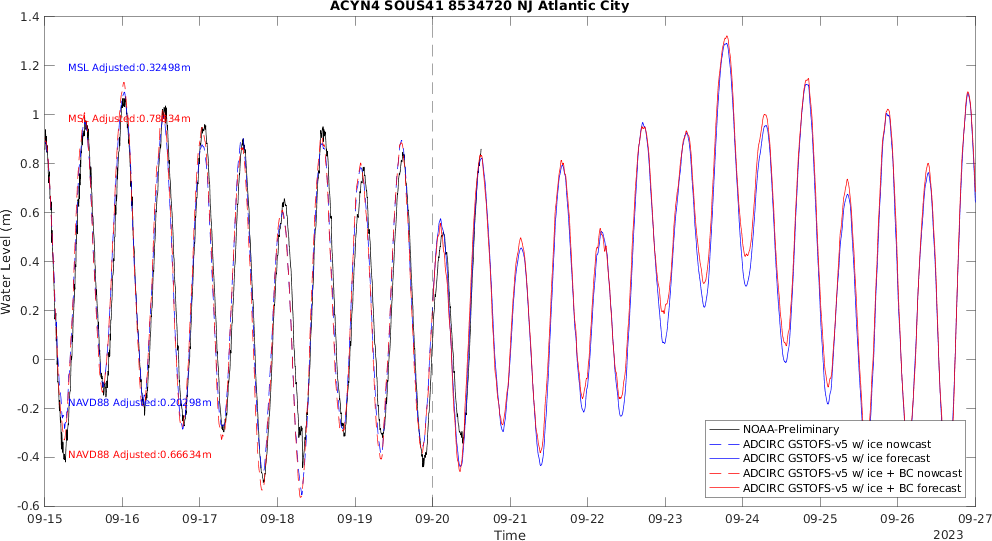 ACYN4 SOUS41 8534720 NJ Atlantic City
1.4
1.2
1
0.8
0.6
0.4
0.2
0
-0.2
-0.4
-0.6
Water Level (m)
MSL Adjusted:0.32498m
NAVD88 Adjusted:0.20298m
NAVD88 Adjusted:0.66634m
NOAA-Preliminary
ADCIRC GSTOFS-v5 w/ ice nowcast
ADCIRC GSTOFS-v5 w/ ice forecast
ADCIRC GSTOFS-v5 w/ ice + BC nowcast
ADCIRC GSTOFS-v5 w/ ice + BC forecast
09-15 09-16 09-17 09-18 09-19 09-20 09-21 09-22 09-23 09-24 09-25 09-26 09-27
Time
2023